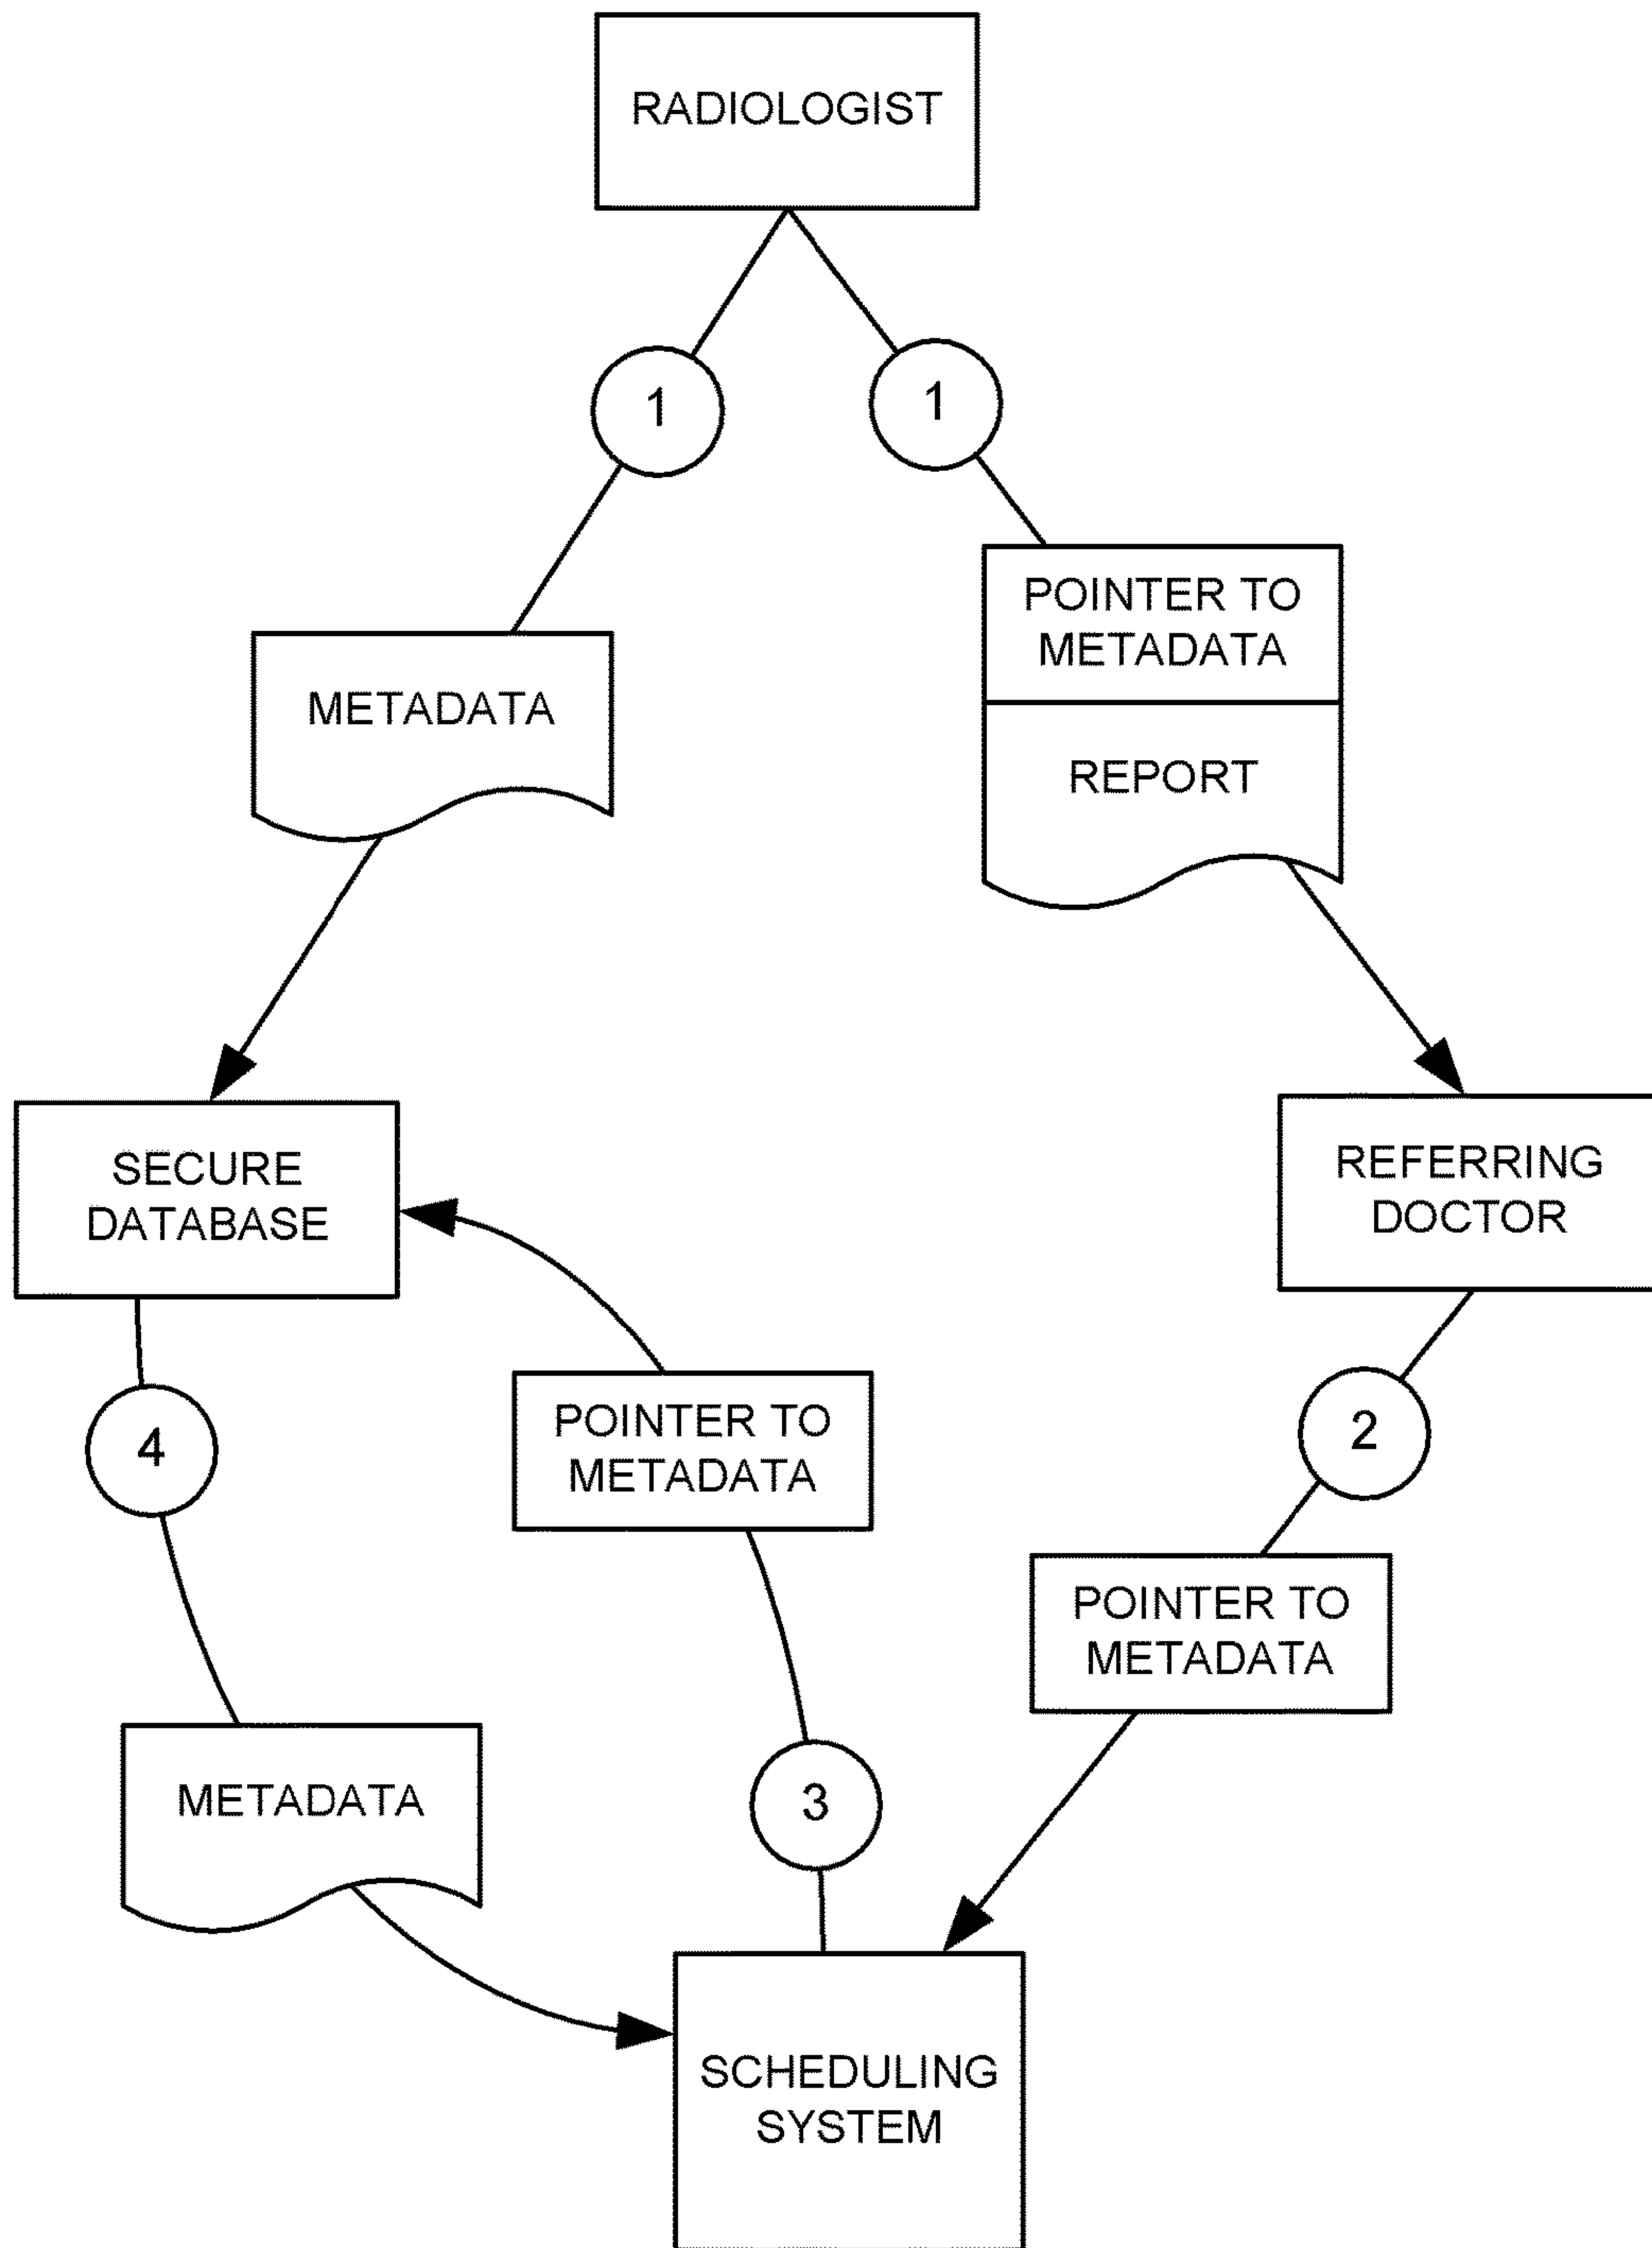 RADIOLOGIST
1
1
POINTER TO
METADATA
METADATA
REPORT
SECURE
DATABASE
REFERRING
DOCTOR
4
POINTER TO
METADATA
2
POINTER TO
METADATA
METADATA
3
SCHEDULING
SYSTEM